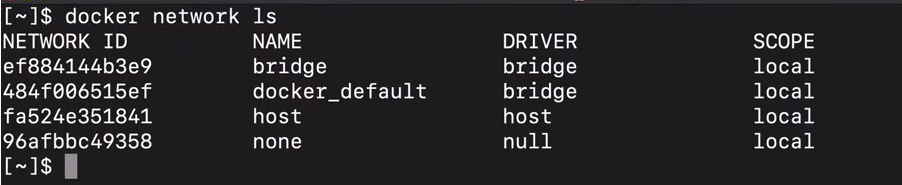 [~]$ docker network ls
NETWORK ID NAME DRIVER SCOPE
ef884144b3e9 bridge bridge local
484f006515ef docker_default bridge local
fa524e351841 host host local
96afbbc49358 none null local
[~]$